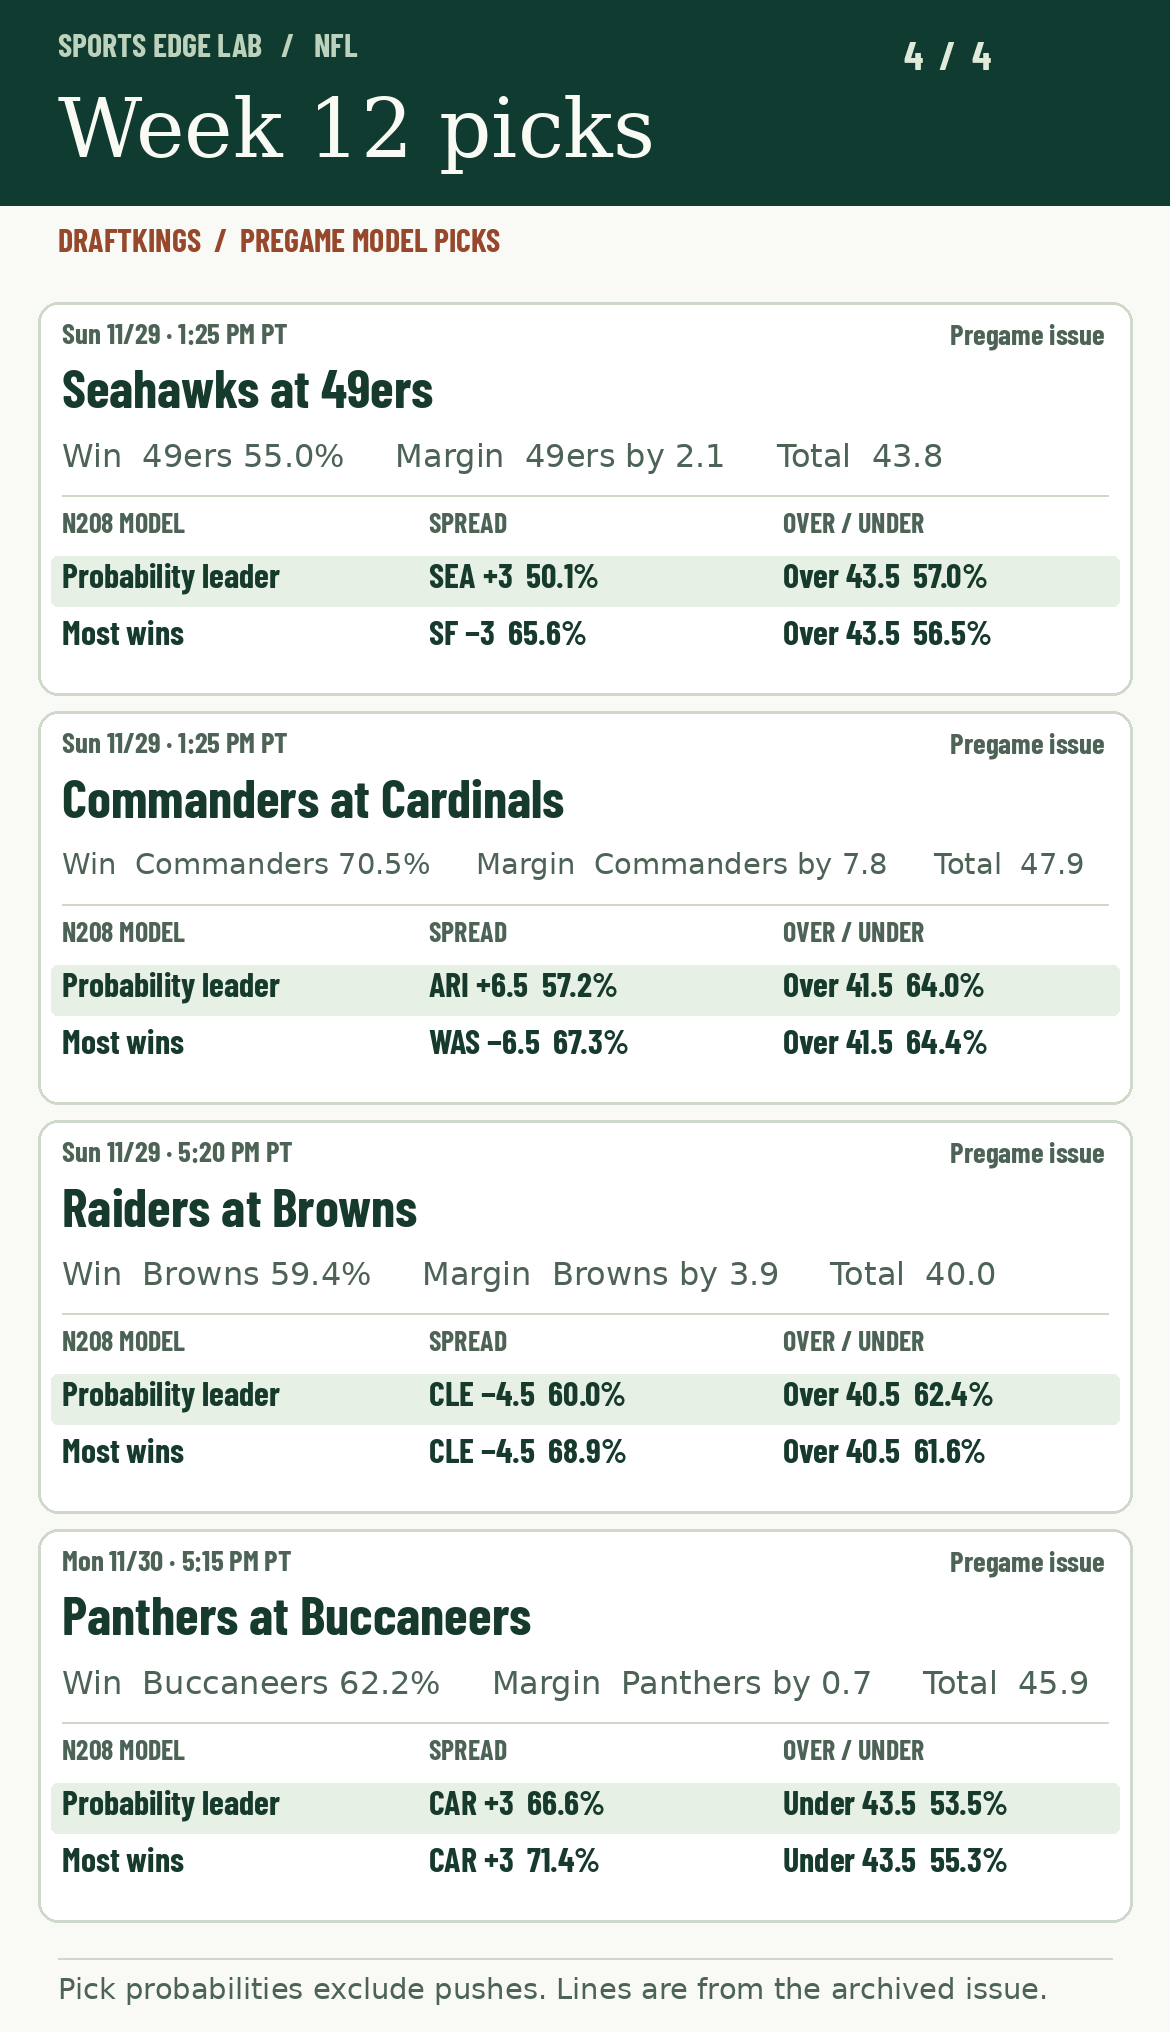 SPORTS EDGE LAB / NFL
4 / 4
Week 12 picks
DRAFTKINGS / PREGAME MODEL PICKS
Sun 11/29 · 1:25 PM PT Pregame issue
Seahawks at 49ers
Win 49ers 55.0% Margin 49ers by 2.1 Total 43.8
N208 MODEL SPREAD OVER / UNDER
Probability leader SEA +3 50.1% Over 43.5 57.0%
Most wins SF −3 65.6% Over 43.5 56.5%
Sun 11/29 · 1:25 PM PT Pregame issue
Commanders at Cardinals
Win Commanders 70.5% Margin Commanders by 7.8 Total 47.9
N208 MODEL SPREAD OVER / UNDER
Probability leader ARI +6.5 57.2% Over 41.5 64.0%
Most wins WAS −6.5 67.3% Over 41.5 64.4%
Sun 11/29 · 5:20 PM PT Pregame issue
Raiders at Browns
Win Browns 59.4% Margin Browns by 3.9 Total 40.0
N208 MODEL SPREAD OVER / UNDER
Probability leader CLE −4.5 60.0% Over 40.5 62.4%
Most wins CLE −4.5 68.9% Over 40.5 61.6%
Mon 11/30 · 5:15 PM PT Pregame issue
Panthers at Buccaneers
Win Buccaneers 62.2% Margin Panthers by 0.7 Total 45.9
N208 MODEL SPREAD OVER / UNDER
Probability leader CAR +3 66.6% Under 43.5 53.5%
Most wins CAR +3 71.4% Under 43.5 55.3%
Pick probabilities exclude pushes. Lines are from the archived issue.